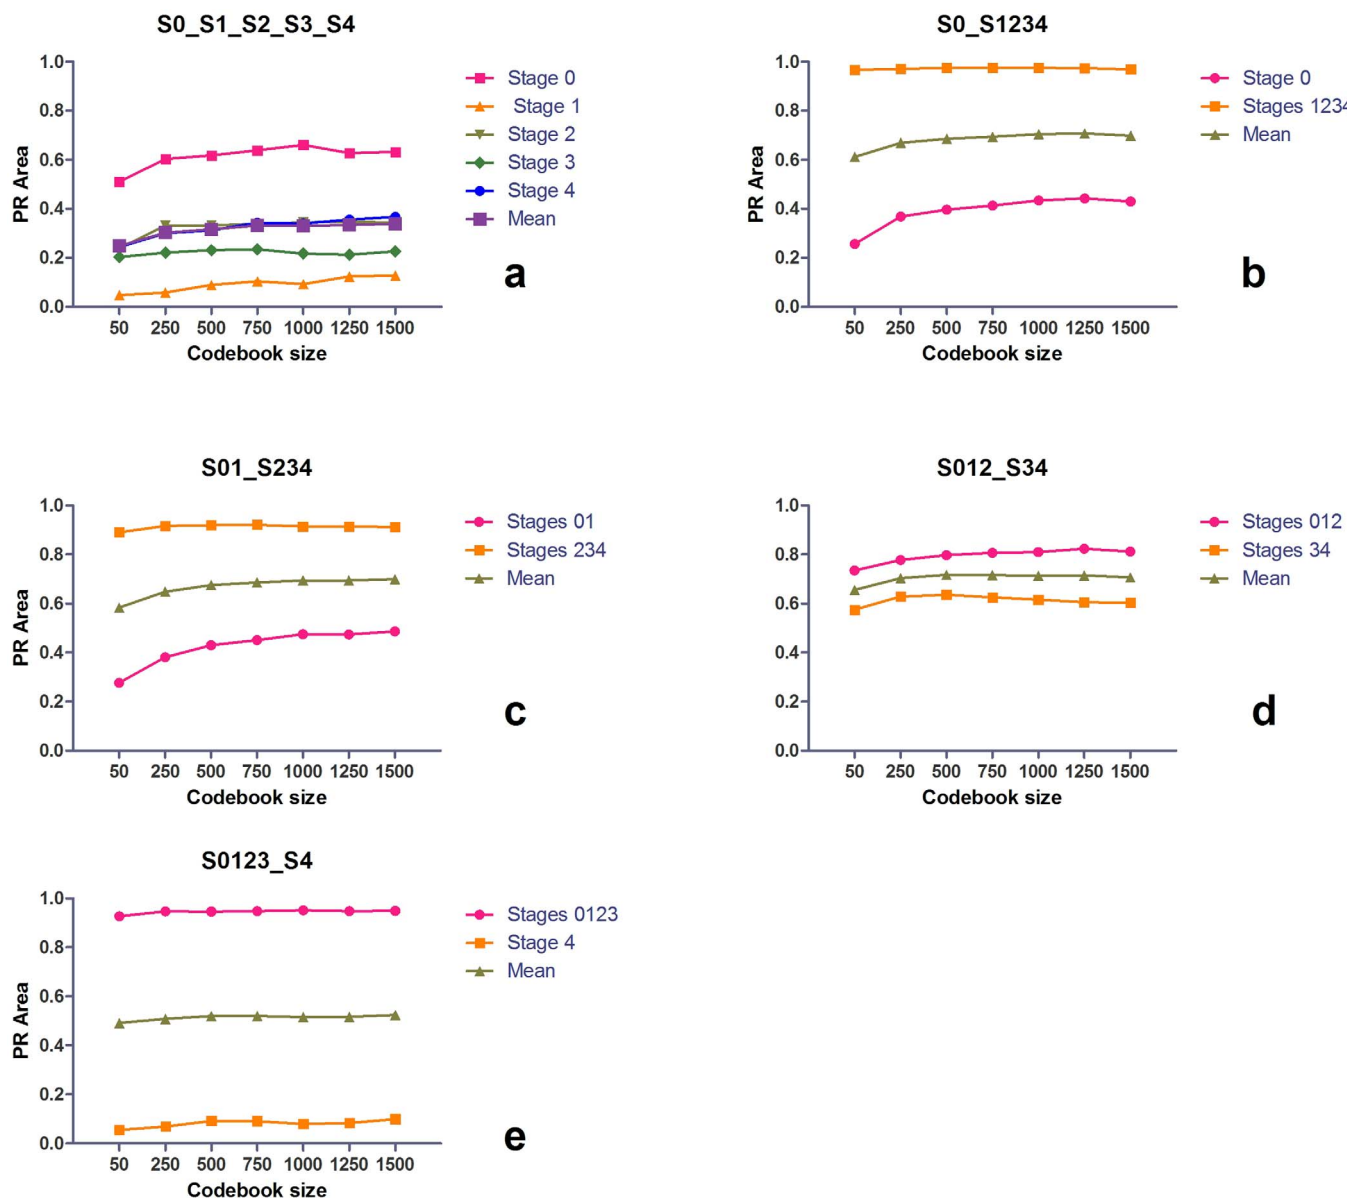 S0_S1_S2_S3_S4
PR Area
1.0
0.8
0.6
0.4
0.2
0.0
50 250 500 750 1000 1250 1500
Codebook size
Stage 0
Stage 1
Stage 2
Stage 3
Stage 4
Mean
a
S0_S1234
PR Area
1.0
0.8
0.6
0.4
0.2
0.0
50 250 500 750 1000 1250 1500
Codebook size
Stage 0
Stages 1234
Mean
b
S01_S234
PR Area
1.0
0.8
0.6
0.4
0.2
0.0
50 250 500 750 1000 1250 1500
Codebook size
Stages 01
Stages 234
Mean
c
S012_S34
PR Area
1.0
0.8
0.6
0.4
0.2
0.0
50 250 500 750 1000 1250 1500
Codebook size
Stages 012
Stages 34
Mean
d
S0123_S4
PR Area
1.0
0.8
0.6
0.4
0.2
0.0
50 250 500 750 1000 1250 1500
Codebook size
Stages 0123
Stage 4
Mean
e